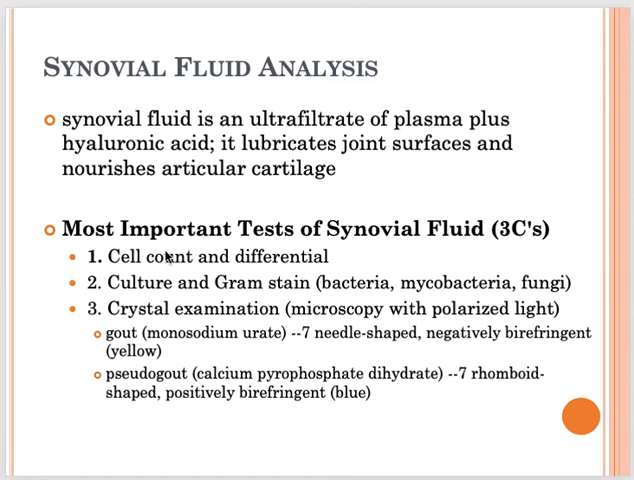 SYNOVIAL FLUID ANALYSIS
synovial fluid is an ultrafiltrate of plasma plus
hyaluronic acid; it lubricates joint surfaces and
nourishes articular cartilage
Most Important Tests of Synovial Fluid (3C's)
1. Cell count and differential
2. Culture and Gram stain (bacteria, mycobacteria, fungi)
3. Crystal examination (microscopy with polarized light)
gout (monosodium urate) --7 needle-shaped, negatively birefringent
(yellow)
pseudogout (calcium pyrophosphate dihydrate) --7 rhomboid-
shaped, positively birefringent (blue)